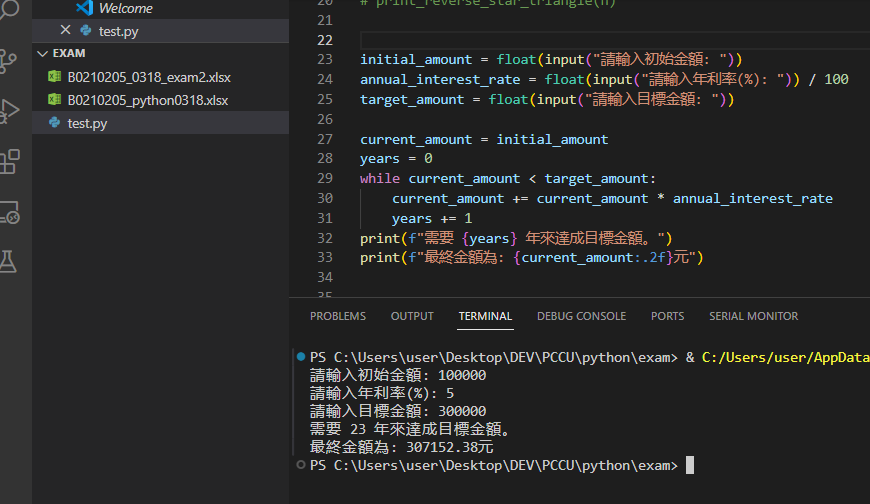 Welcome
test.py
EXAM
B0210205_0318_exam2.xlsx
B0210205_python0318.xlsx
test.py
20 # print_reverse_star_triangle(n)
21
22
23 initial_amount = float(input("請輸入初始金額: "))
24 annual_interest_rate = float(input("請輸入年利率(%): ")) / 100
25 target_amount = float(input("請輸入目標金額: "))
26
27 current_amount = initial_amount
28 years = 0
29 while current_amount < target_amount:
30 current_amount += current_amount * annual_interest_rate
31 years += 1
32 print(f"需要 {years} 年來達成目標金額。")
33 print(f"最終金額為: {current_amount:.2f}元")
34
35
PROBLEMS OUTPUT TERMINAL DEBUG CONSOLE PORTS SERIAL MONITOR
PS C:\Users\user\Desktop\DEV\PCCU\python\exam> & C:/Users/user/AppData
請輸入初始金額: 100000
請輸入年利率(%): 5
請輸入目標金額: 300000
需要 23 年來達成目標金額。
最終金額為: 307152.38元
PS C:\Users\user\Desktop\DEV\PCCU\python\exam>